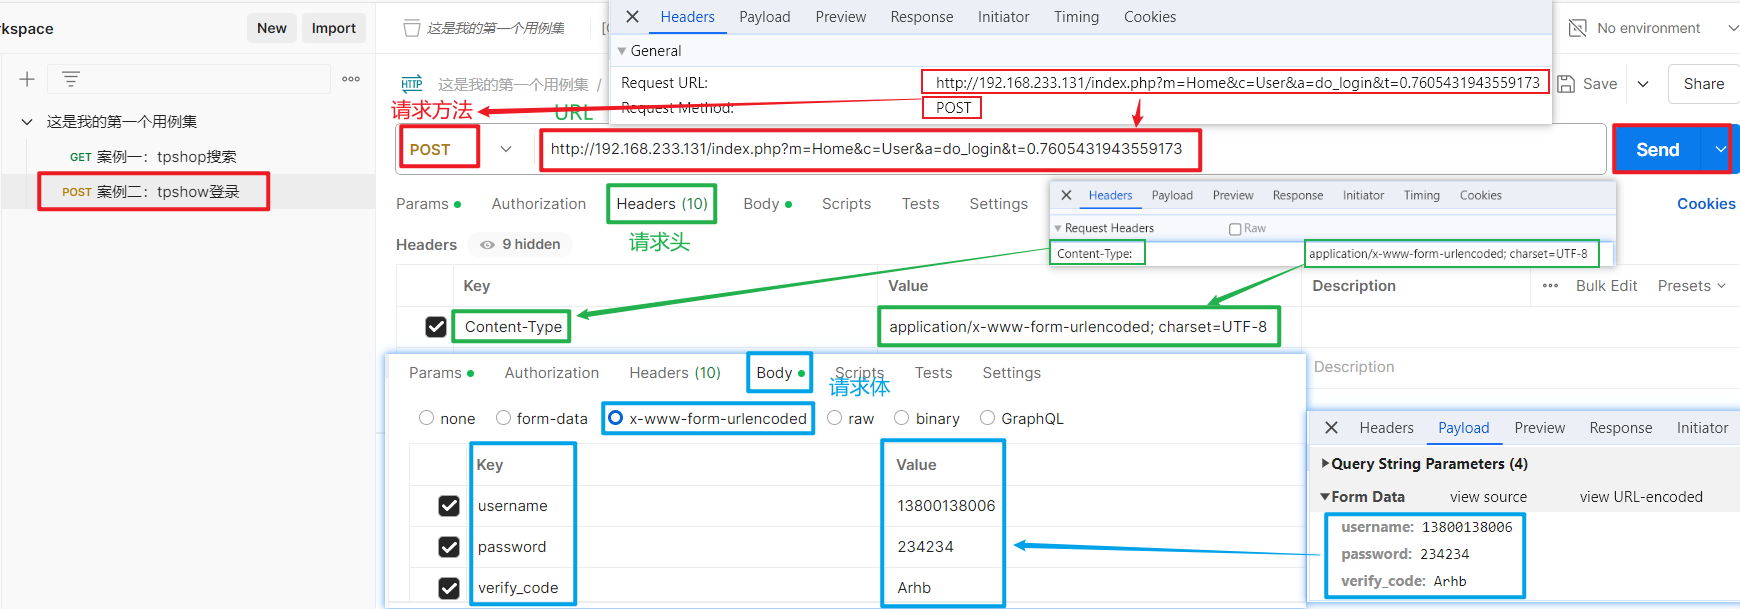 rkspace
New
Import
这是我的第一个用例集
Headers
Payload
Preview
Response
Initiator
Timing
Cookies
No environment
General
Request URL:
http://192.168.233.131/index.php?m=Home&c=User&a=do_login&t=0.7605431943559173
Request Method:
POST
HTTP
这是我的第一个用例集 /
Save
Share
请求方法
URL
这是我的第一个用例集
GET 案例一：tpshop搜索
POST 案例二：tpshow登录
POST
http://192.168.233.131/index.php?m=Home&c=User&a=do_login&t=0.7605431943559173
Send
Params
Authorization
Headers (10)
Body
Scripts
Tests
Settings
Cookies
请求头
Headers
9 hidden
Headers
Payload
Preview
Response
Initiator
Timing
Cookies
Request Headers
Raw
Content-Type:
application/x-www-form-urlencoded; charset=UTF-8
Key
Value
Description
Bulk Edit
Presets
Content-Type
application/x-www-form-urlencoded; charset=UTF-8
Description
Params
Authorization
Headers (10)
Body
Scripts
Tests
Settings
请求体
none
form-data
x-www-form-urlencoded
raw
binary
GraphQL
Key
Value
username
13800138006
password
234234
verify_code
Arhb
Headers
Payload
Preview
Response
Initiator
Query String Parameters (4)
Form Data
view source
view URL-encoded
username: 13800138006
password: 234234
verify_code: Arhb